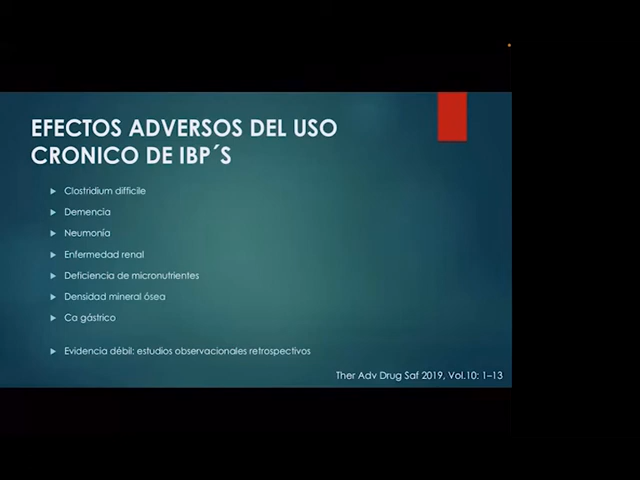 EFECTOS ADVERSOS DEL USO
CRONICO DE IBP´S
Clostridium difficile
Demencia
Neumonía
Enfermedad renal
Deficiencia de micronutrientes
Densidad mineral ósea
Ca gástrico
Evidencia débil: estudios observacionales retrospectivos
Ther Adv Drug Saf 2019, Vol.10: 1–13